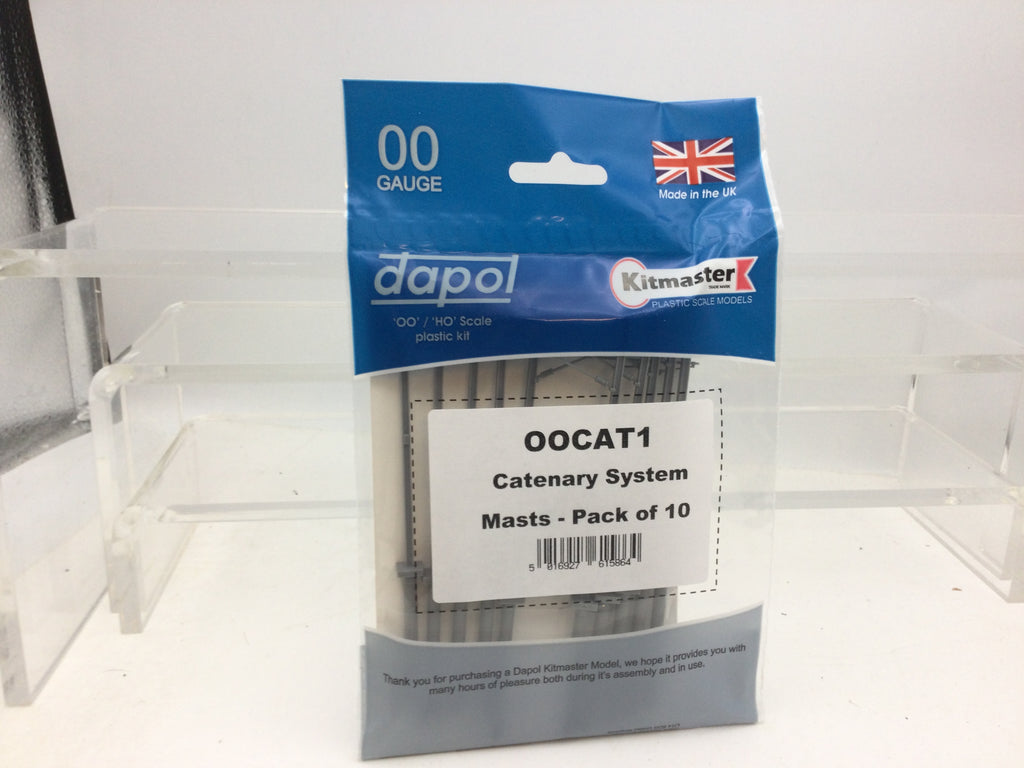 00
GAUGE
Made in the UK
dapol
'OO' / 'HO' Scale
plastic kit
Kitmaster
TRADE MARK
PLASTIC SCALE MODELS
OOCAT1
Catenary System
Masts - Pack of 10
5 016927 615864
Thank you for purchasing a Dapol Kitmaster Model, we hope it provides you with
many hours of pleasure both during it's assembly and in use.